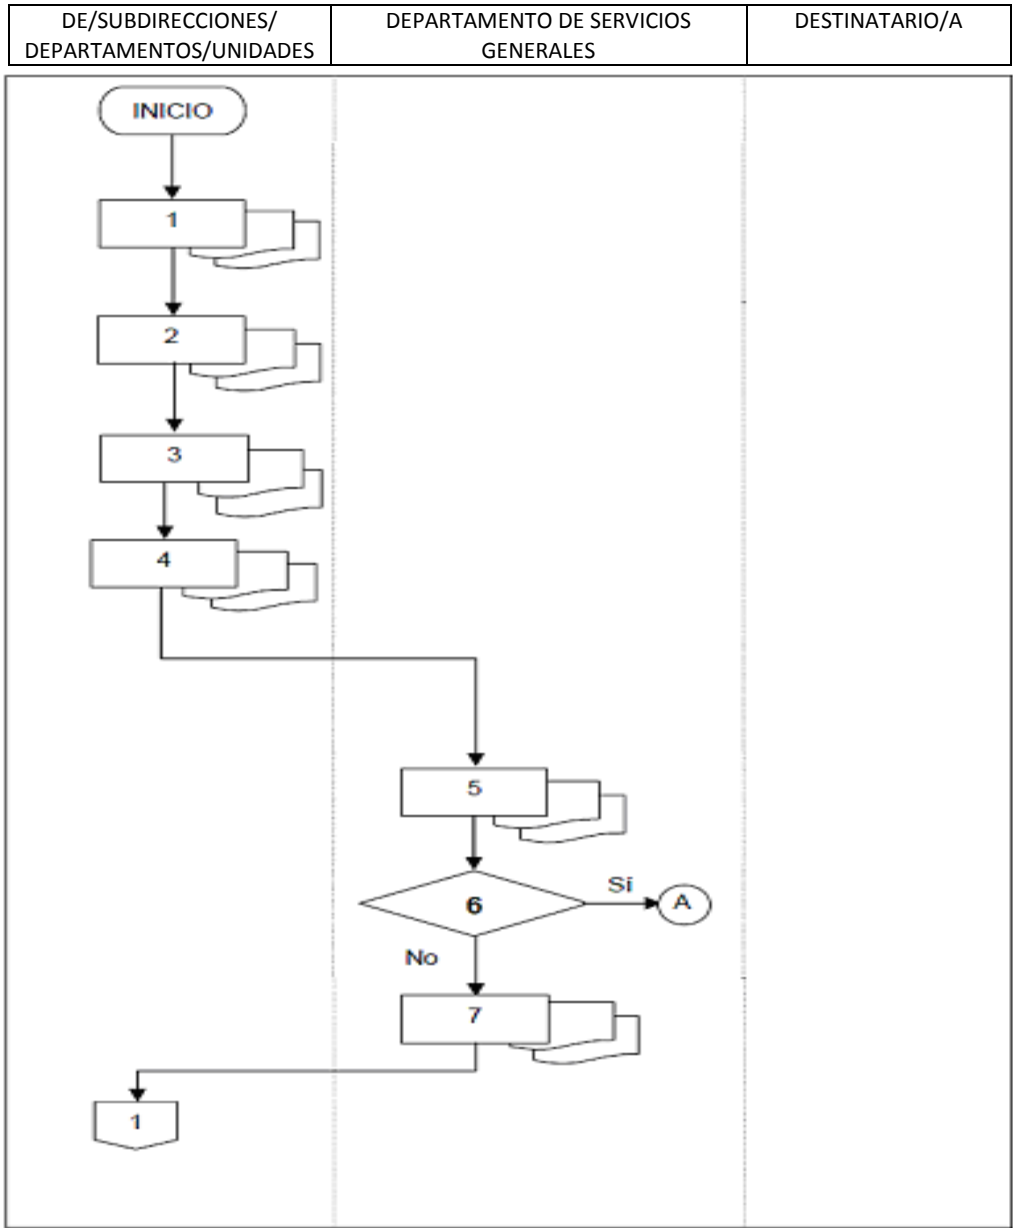 DE/SUBDIRECCIONES/
DEPARTAMENTOS/UNIDADES
DEPARTAMENTO DE SERVICIOS
GENERALES
DESTINATARIO/A
INICIO
1
2
3
4
5
6
Sí
A
No
7
1